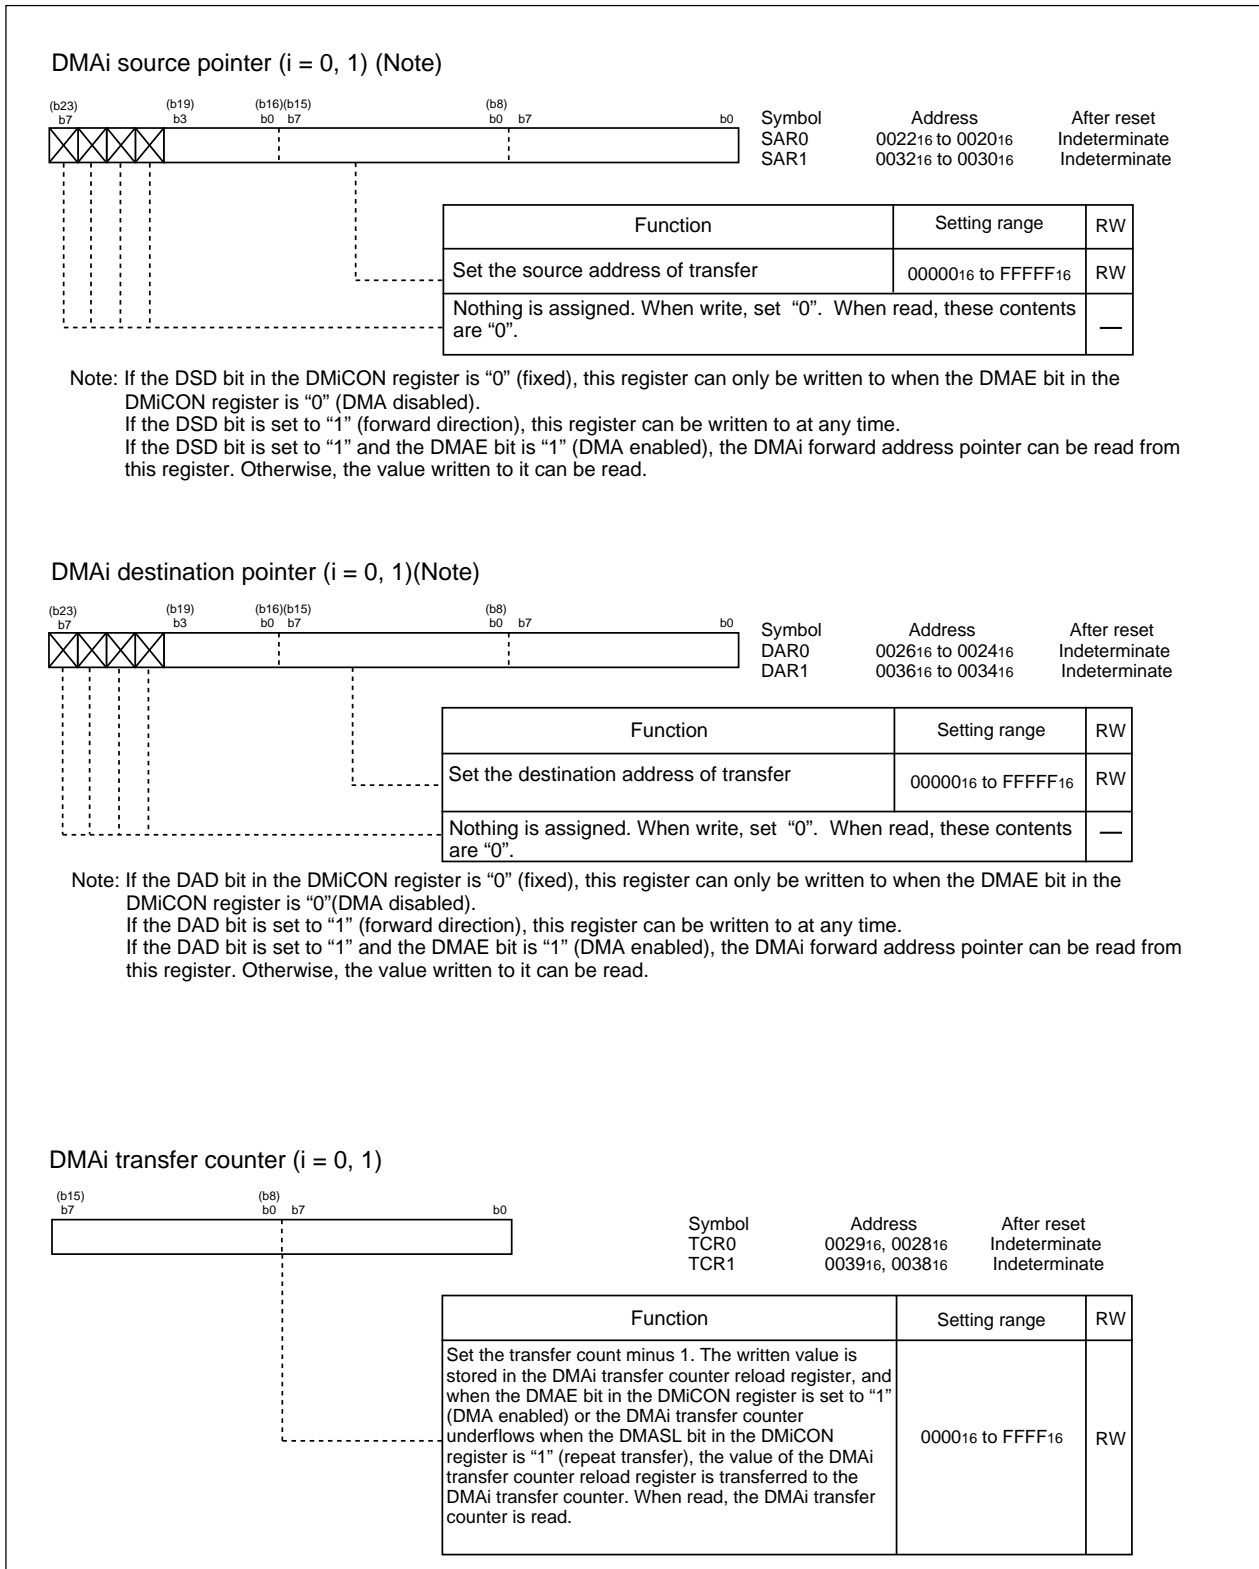 DMAi source pointer (i = 0, 1) (Note)
(b23) (b19) (b16)(b15) (b8)
b7 b3 b0 b7 b0 b7 b0
Symbol Address After reset
SAR0 002216 to 002016 Indeterminate
SAR1 003216 to 003016 Indeterminate
Function Setting range RW
Set the source address of transfer 0000016 to FFFFF16 RW
Nothing is assigned. When write, set “0”. When read, these contents
are “0”. —
Note: If the DSD bit in the DMiCON register is “0” (fixed), this register can only be written to when the DMAE bit in the
DMiCON register is “0” (DMA disabled).
If the DSD bit is set to “1” (forward direction), this register can be written to at any time.
If the DSD bit is set to “1” and the DMAE bit is “1” (DMA enabled), the DMAi forward address pointer can be read from
this register. Otherwise, the value written to it can be read.
DMAi destination pointer (i = 0, 1)(Note)
(b23) (b19) (b16)(b15) (b8)
b7 b3 b0 b7 b0 b7 b0
Symbol Address After reset
DAR0 002616 to 002416 Indeterminate
DAR1 003616 to 003416 Indeterminate
Function Setting range RW
Set the destination address of transfer 0000016 to FFFFF16 RW
Nothing is assigned. When write, set “0”. When read, these contents
are “0”. —
Note: If the DAD bit in the DMiCON register is “0” (fixed), this register can only be written to when the DMAE bit in the
DMiCON register is “0”(DMA disabled).
If the DAD bit is set to “1” (forward direction), this register can be written to at any time.
If the DAD bit is set to “1” and the DMAE bit is “1” (DMA enabled), the DMAi forward address pointer can be read from
this register. Otherwise, the value written to it can be read.
DMAi transfer counter (i = 0, 1)
(b15) (b8)
b7 b0 b7 b0
Symbol Address After reset
TCR0 002916, 002816 Indeterminate
TCR1 003916, 003816 Indeterminate
Function Setting range RW
Set the transfer count minus 1. The written value is
stored in the DMAi transfer counter reload register, and
when the DMAE bit in the DMiCON register is set to “1”
(DMA enabled) or the DMAi transfer counter
underflows when the DMASL bit in the DMiCON
register is “1” (repeat transfer), the value of the DMAi
transfer counter reload register is transferred to the
DMAi transfer counter. When read, the DMAi transfer
counter is read.
000016 to FFFF16 RW